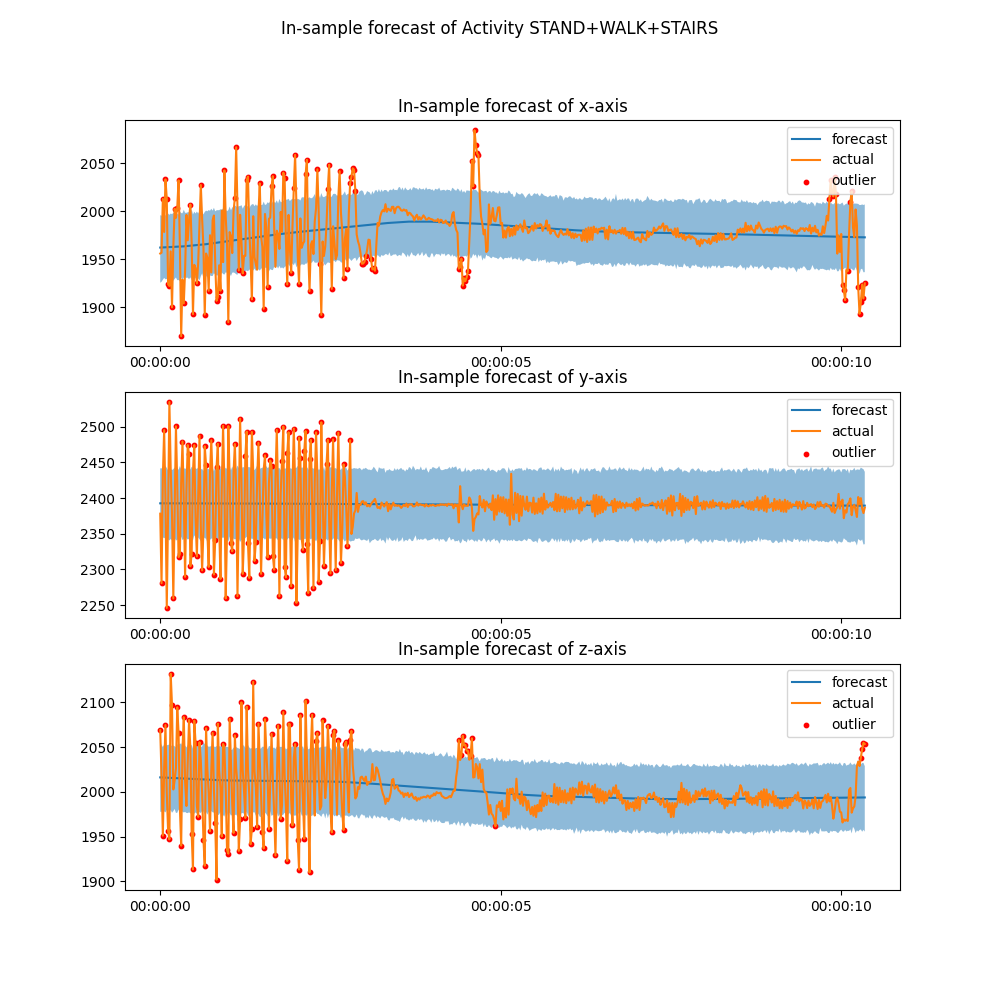 In-sample forecast of Activity STAND+WALK+STAIRS
In-sample forecast of x-axis
forecast
actual
outlier
2050
2000
1950
1900
00:00:00
00:00:05
00:00:10
In-sample forecast of y-axis
forecast
actual
outlier
2500
2450
2400
2350
2300
2250
00:00:00
00:00:05
00:00:10
In-sample forecast of z-axis
forecast
actual
outlier
2100
2050
2000
1950
1900
00:00:00
00:00:05
00:00:10